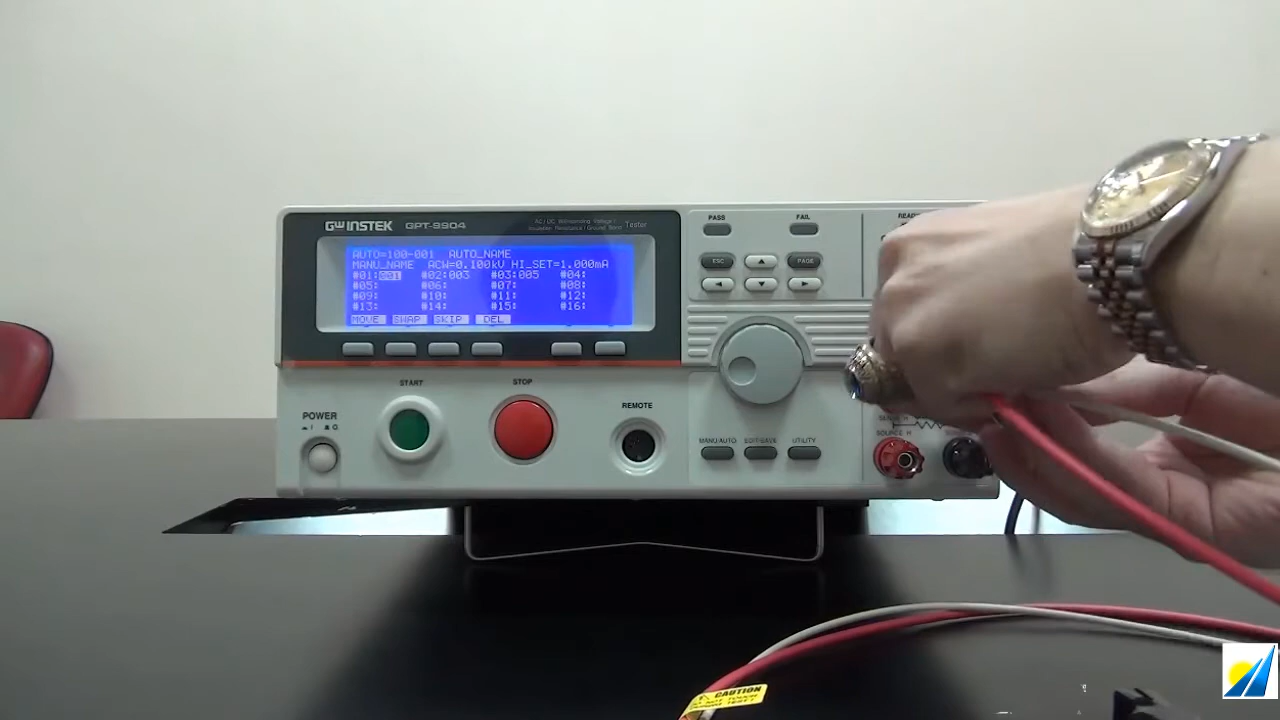 GWINSTEK GPT-9904
AC / DC Withstanding Voltage /
Insulation Resistance / Ground Bond Tester
AUTO=100-001 AUTO_NAME
MANU_NAME ACW=0.100kV HI_SET=1.000mA
#01:001 #02:003 #03:005 #04:
#05: #06: #07: #08:
#09: #10: #11: #12:
#13: #14: #15: #16:
MOVE SWAP SKIP DEL
PASS FAIL READY
ESC PAGE
START STOP
REMOTE
POWER
MANU/AUTO EDIT/SAVE UTILITY
SOURCE H
CAUTION